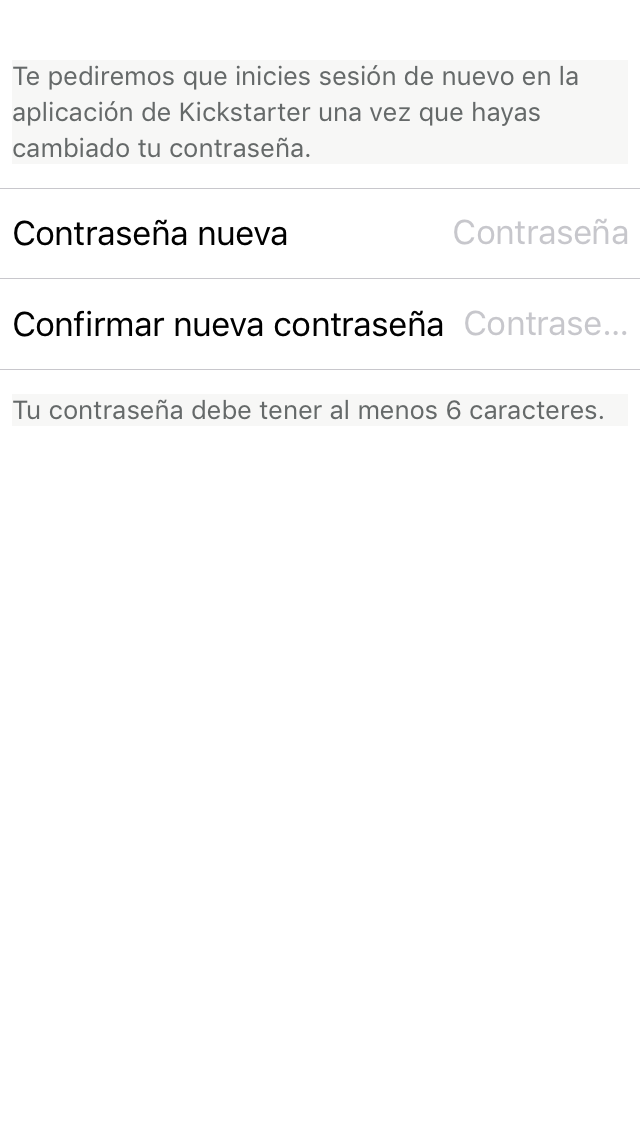 Te pediremos que inicies sesión de nuevo en la
aplicación de Kickstarter una vez que hayas
cambiado tu contraseña.
Contraseña nueva Contraseña
Confirmar nueva contraseña Contrase...
Tu contraseña debe tener al menos 6 caracteres.